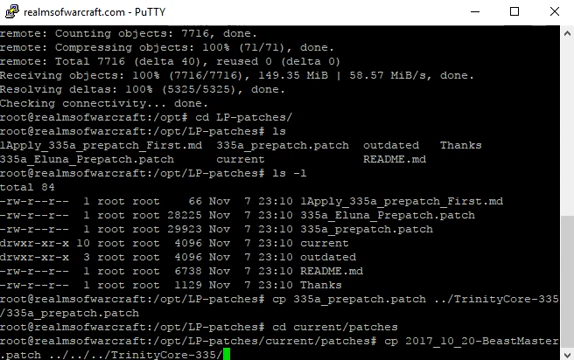 realmsofwarcraft.com - PuTTY
remote: Counting objects: 7716, done.
remote: Compressing objects: 100% (71/71), done.
remote: Total 7716 (delta 40), reused 0 (delta 0)
Receiving objects: 100% (7716/7716), 149.35 MiB | 58.57 MiB/s, done.
Resolving deltas: 100% (5325/5325), done.
Checking connectivity... done.
root@realmsofwarcraft:/opt# cd LP-patches/
root@realmsofwarcraft:/opt/LP-patches# ls
1Apply_335a_prepatch_First.md  335a_prepatch.patch  outdated   Thanks
335a_Eluna_Prepatch.patch      current              README.md
root@realmsofwarcraft:/opt/LP-patches# ls -l
total 84
-rw-r--r--  1 root root    66 Nov  7 23:10 1Apply_335a_prepatch_First.md
-rw-r--r--  1 root root 28225 Nov  7 23:10 335a_Eluna_Prepatch.patch
-rw-r--r--  1 root root 29923 Nov  7 23:10 335a_prepatch.patch
drwxr-xr-x 10 root root  4096 Nov  7 23:10 current
drwxr-xr-x  3 root root  4096 Nov  7 23:10 outdated
-rw-r--r--  1 root root  6738 Nov  7 23:10 README.md
-rw-r--r--  1 root root  1129 Nov  7 23:10 Thanks
root@realmsofwarcraft:/opt/LP-patches# cp 335a_prepatch.patch ../TrinityCore-335
/335a_prepatch.patch
root@realmsofwarcraft:/opt/LP-patches# cd current/patches
root@realmsofwarcraft:/opt/LP-patches/current/patches# cp 2017_10_20-BeastMaster
.patch ../../../TrinityCore-335/